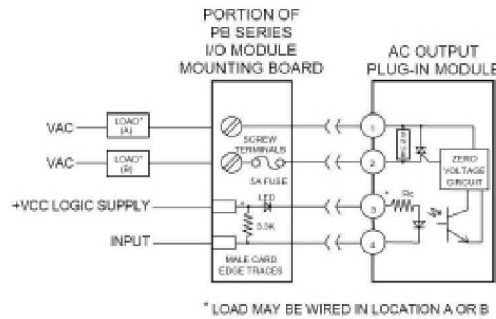 PORTION OF
PB SERIES
I/O MODULE
MOUNTING BOARD
AC OUTPUT
PLUG-IN MODULE
VAC
LOAD*
(A)
1
SCREW
TERMINALS
VAC
LOAD*
(B)
2
5A FUSE
ZERO
VOLTAGE
CIRCUIT
+VCC LOGIC SUPPLY
LED
3
Rc
3.3K
INPUT
4
MALE CARD
EDGE TRACES
* LOAD MAY BE WIRED IN LOCATION A OR B